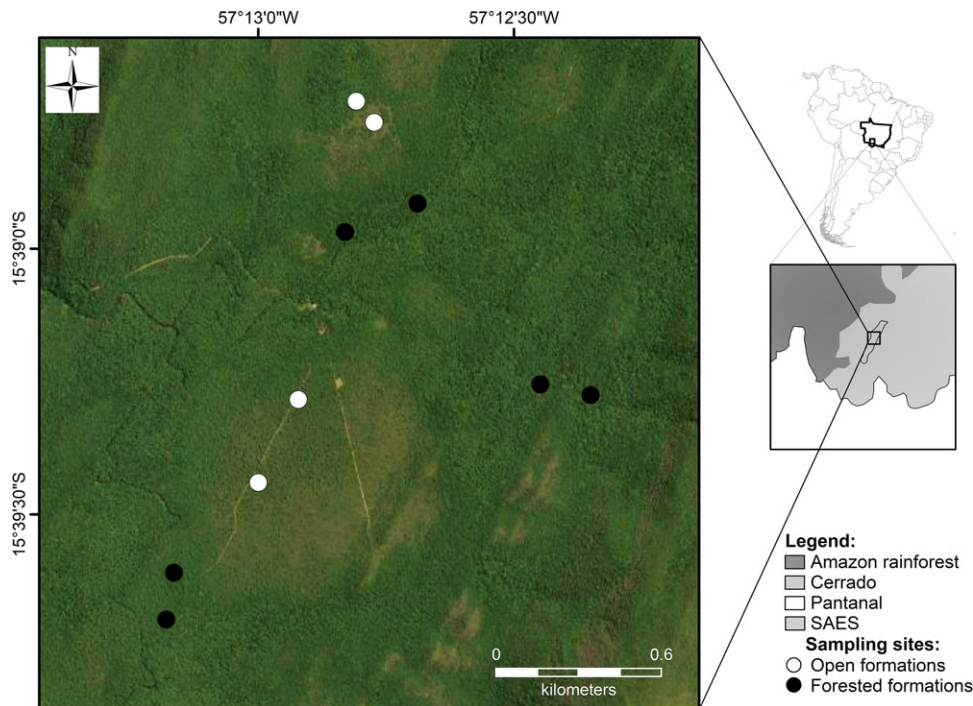 57°13'0"W
57°12'30"W
N
15°39'0"S
15°39'30"S
0
0.6
kilometers
Legend:
Amazon rainforest
Cerrado
Pantanal
SAES
Sampling sites:
Open formations
Forested formations